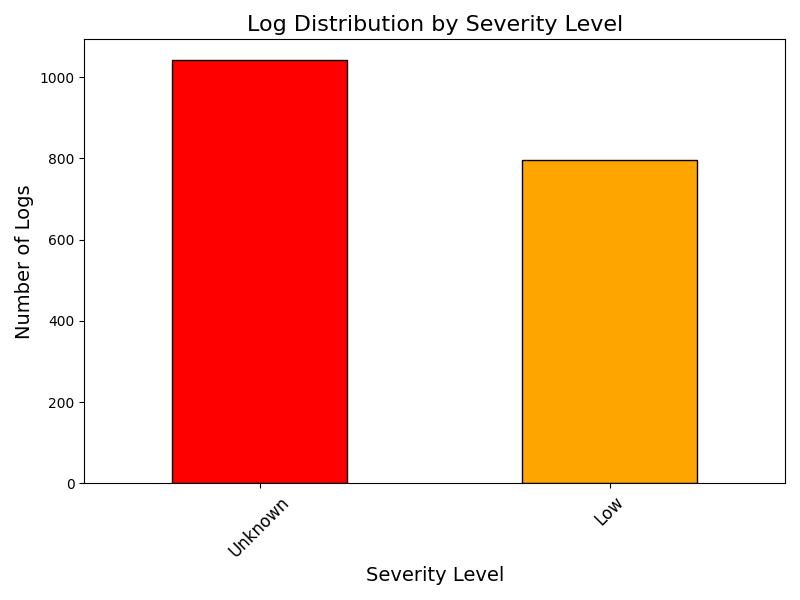 Log Distribution by Severity Level
Number of Logs
1000
800
600
400
200
0
Unknown
Low
Severity Level